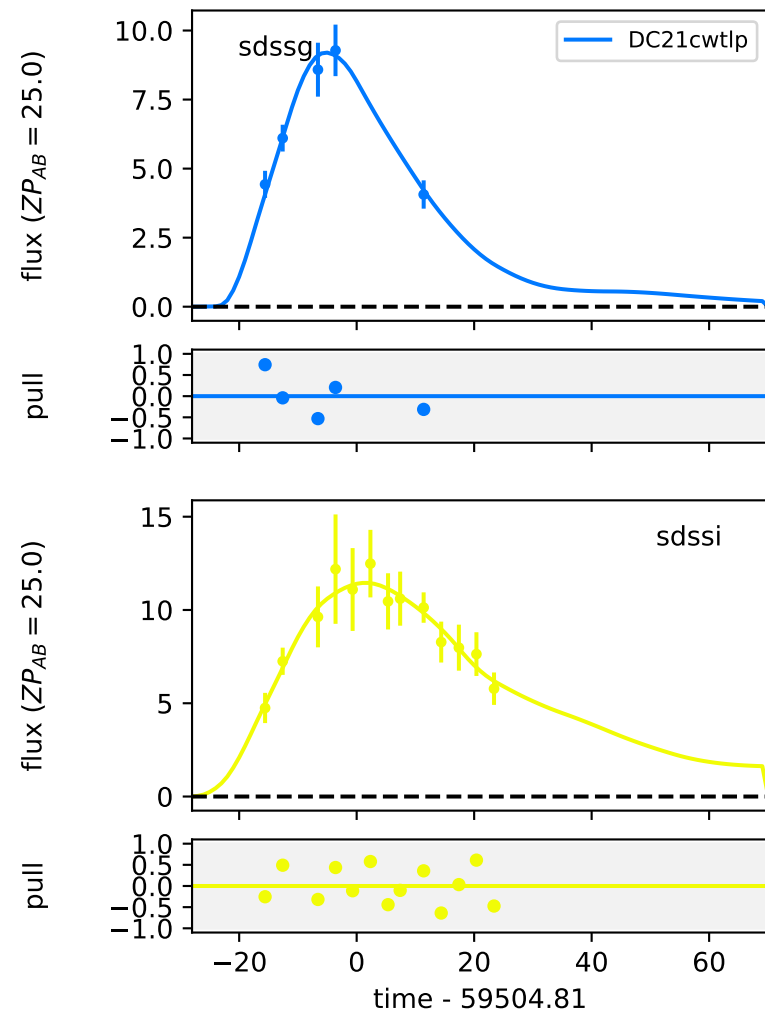 sdssg
DC21cwtlp
10.0
7.5
5.0
2.5
0.0
flux (ZP_AB = 25.0)
1.0
0.5
0.0
−0.5
−1.0
pull
sdssi
15
10
5
0
flux (ZP_AB = 25.0)
1.0
0.5
0.0
−0.5
−1.0
pull
−20 0 20 40 60
time - 59504.81